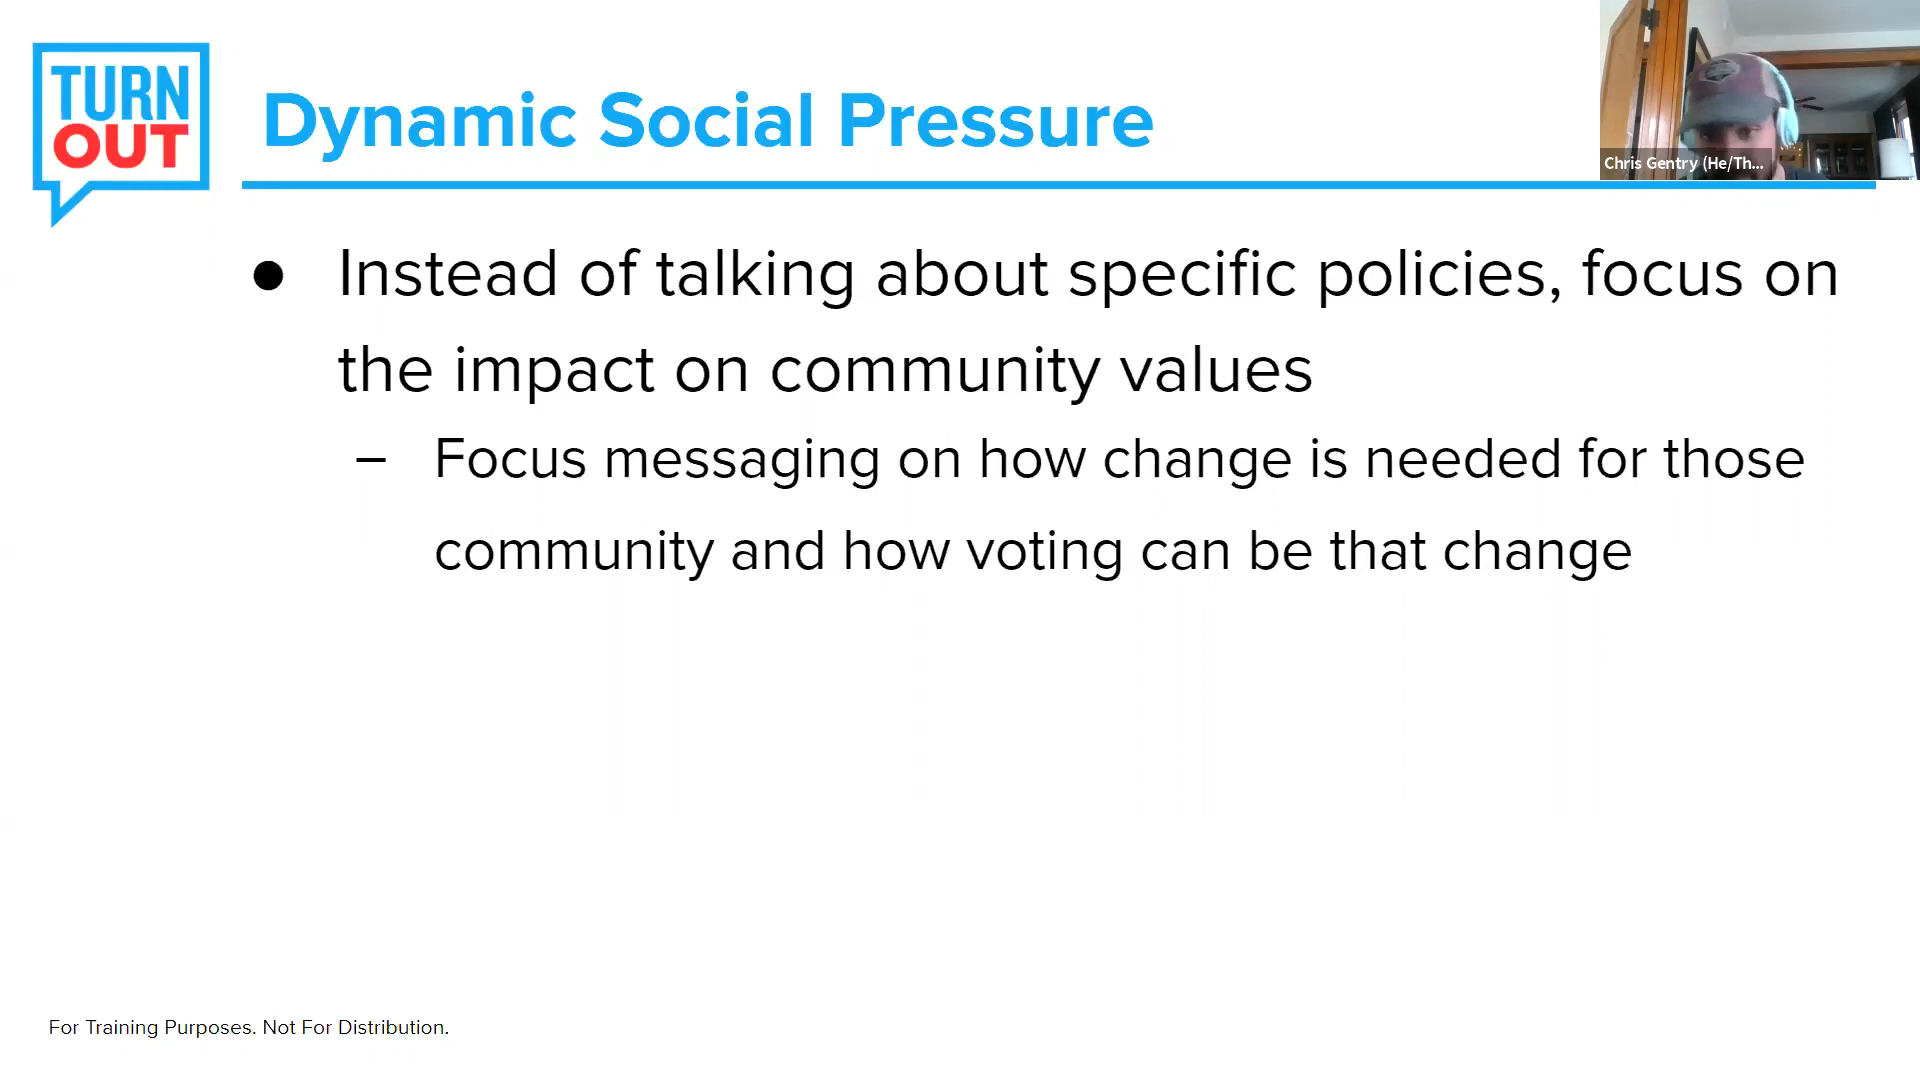 TURN
OUT
Dynamic Social Pressure
Chris Gentry (He/Th...
● Instead of talking about specific policies, focus on
the impact on community values
– Focus messaging on how change is needed for those
community and how voting can be that change
For Training Purposes. Not For Distribution.